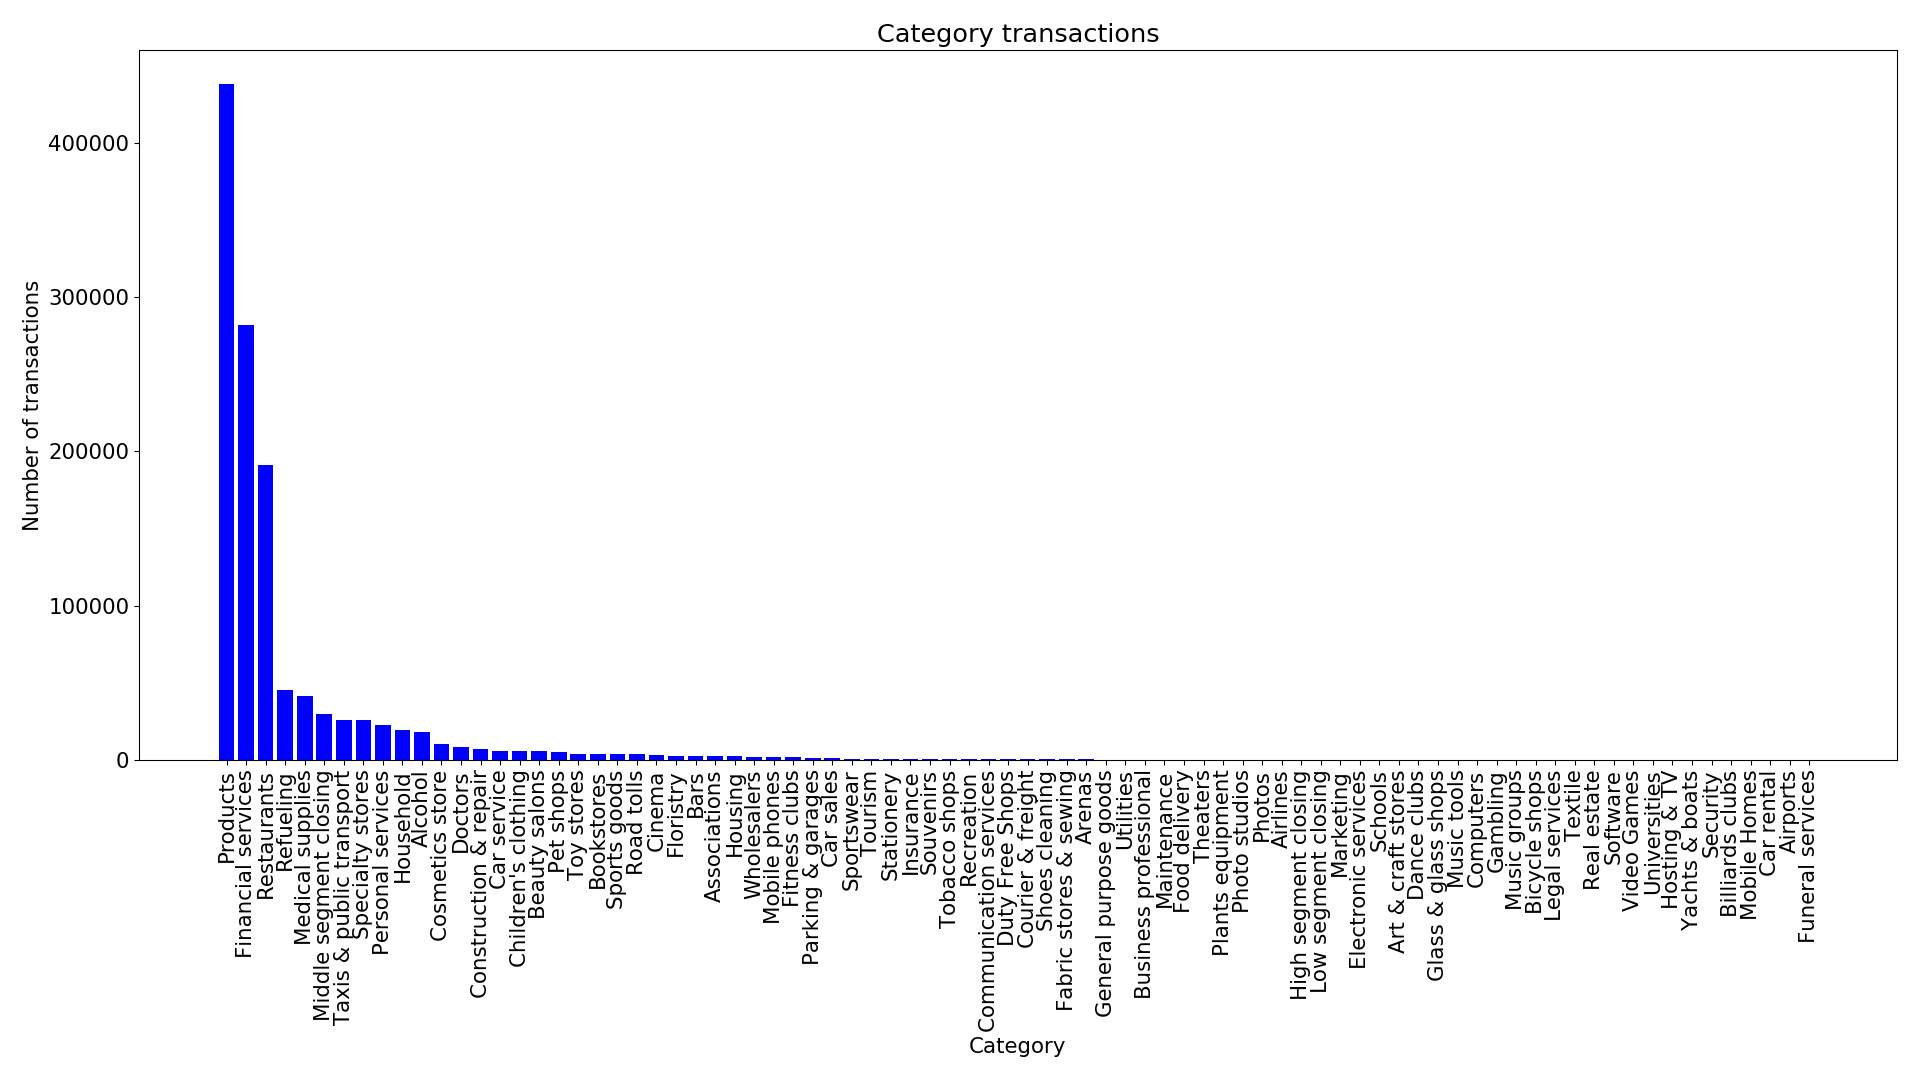 Category transactions
Number of transactions
400000
300000
200000
100000
0
Products
Financial services
Restaurants
Refueling
Medical supplies
Middle segment closing
Taxis & public transport
Specialty stores
Personal services
Household
Alcohol
Cosmetics store
Doctors
Construction & repair
Car service
Children's clothing
Beauty salons
Pet shops
Toy stores
Bookstores
Sports goods
Road tolls
Cinema
Floristry
Bars
Associations
Housing
Wholesalers
Mobile phones
Fitness clubs
Parking & garages
Car sales
Sportswear
Tourism
Stationery
Insurance
Souvenirs
Tobacco shops
Recreation
Communication services
Duty Free Shops
Courier & freight
Shoes cleaning
Fabric stores & sewing
Arenas
General purpose goods
Utilities
Business professional
Maintenance
Food delivery
Theaters
Plants equipment
Photo studios
Photos
Airlines
High segment closing
Low segment closing
Marketing
Electronic services
Schools
Art & craft stores
Dance clubs
Glass & glass shops
Music tools
Computers
Gambling
Music groups
Bicycle shops
Legal services
Textile
Real estate
Software
Video Games
Universities
Hosting & TV
Yachts & boats
Security
Billiards clubs
Mobile Homes
Car rental
Airports
Funeral services
Category